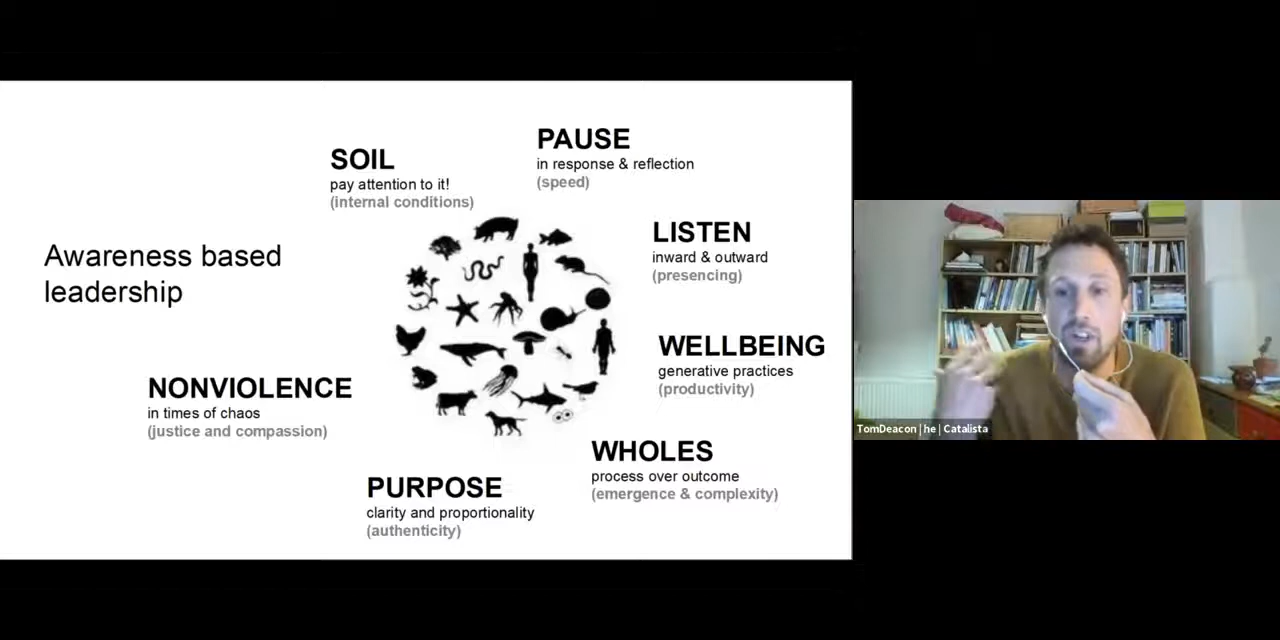 Awareness based
leadership
SOIL
pay attention to it!
(internal conditions)
PAUSE
in response & reflection
(speed)
LISTEN
inward & outward
(presencing)
WELLBEING
generative practices
(productivity)
WHOLES
process over outcome
(emergence & complexity)
PURPOSE
clarity and proportionality
(authenticity)
NONVIOLENCE
in times of chaos
(justice and compassion)
TomDeacon | he | Catalista